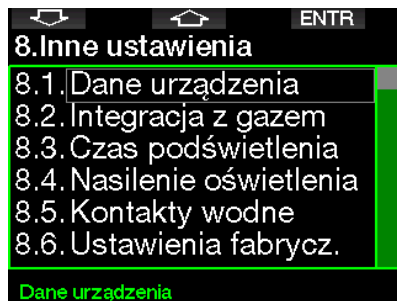 ENTR
8.Inne ustawienia
8.1.Dane urządzenia
8.2.Integracja z gazem
8.3.Czas podświetlenia
8.4.Nasilenie oświetlenia
8.5.Kontakty wodne
8.6.Ustawienia fabrycz.
Dane urządzenia